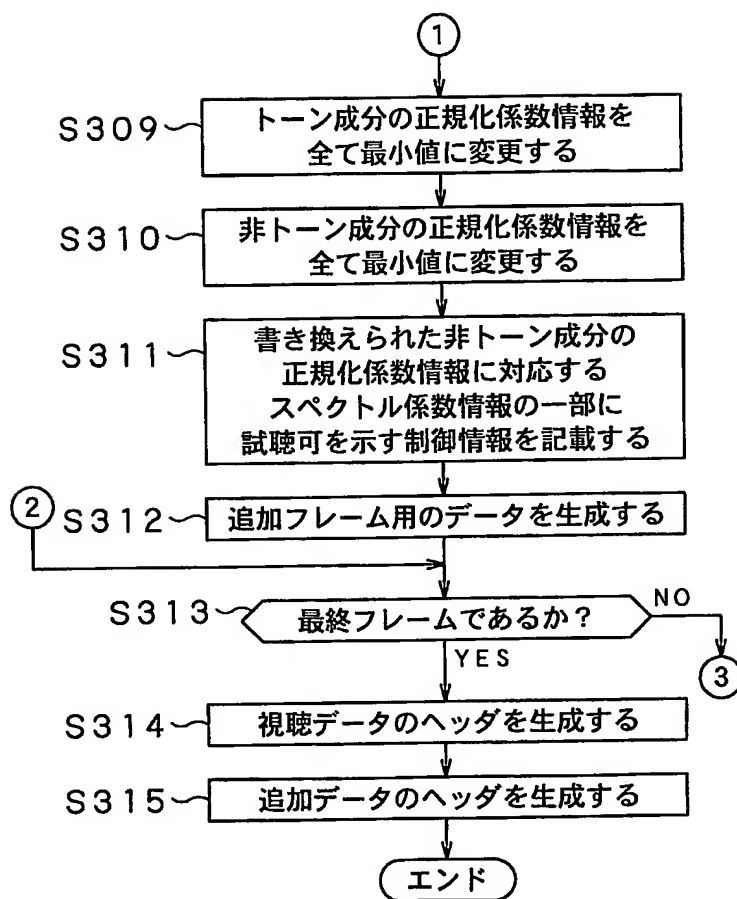 1
S309
トーン成分の正規化係数情報を
全て最小値に変更する
S310
非トーン成分の正規化係数情報を
全て最小値に変更する
S311
書き換えられた非トーン成分の
正規化係数情報に対応する
スペクトル係数情報の一部に
試聴可を示す制御情報を記載する
2
S312
追加フレーム用のデータを生成する
S313
最終フレームであるか?
NO
3
YES
S314
視聴データのヘッダを生成する
S315
追加データのヘッダを生成する
エンド